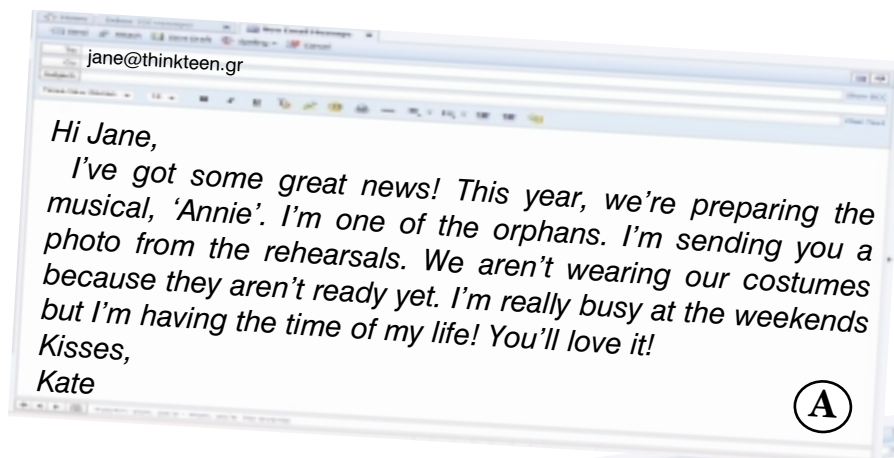 jane@thinkteen.gr
Hi Jane,
I've got some great news! This year, we're preparing the
musical, ‘Annie’. I'm one of the orphans. I'm sending you a
photo from the rehearsals. We aren't wearing our costumes
because they aren't ready yet. I'm really busy at the weekends
but I'm having the time of my life! You'll love it!
Kisses,
Kate
A